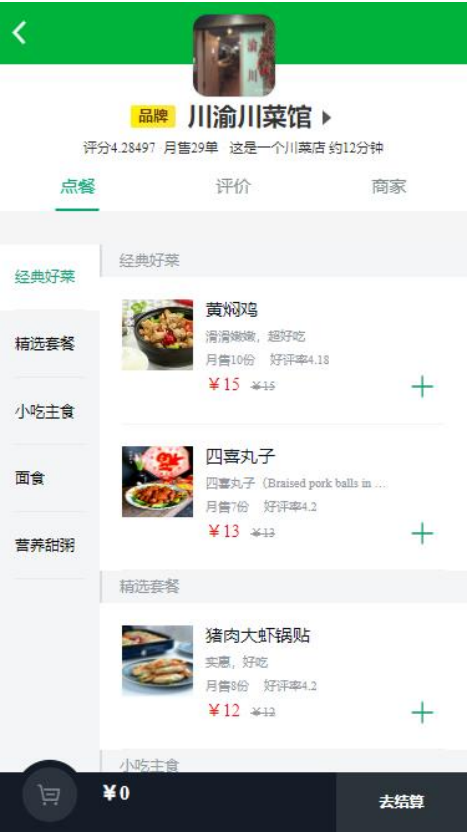 品牌 川渝川菜馆
评分4.28497 月售29单 这是一个川菜店 约12分钟
点餐 评价 商家
经典好菜
精选套餐
小吃主食
面食
营养甜粥
经典好菜
黄焖鸡
滑滑嫩嫩，超好吃
月售10份 好评率4.18
￥15 ￥15
四喜丸子
四喜丸子（Braised pork balls in ...
月售7份 好评率4.2
￥13 ￥13
精选套餐
猪肉大虾锅贴
实惠，好吃
月售8份 好评率4.2
￥12 ￥12
小吃主食
￥0
去结算